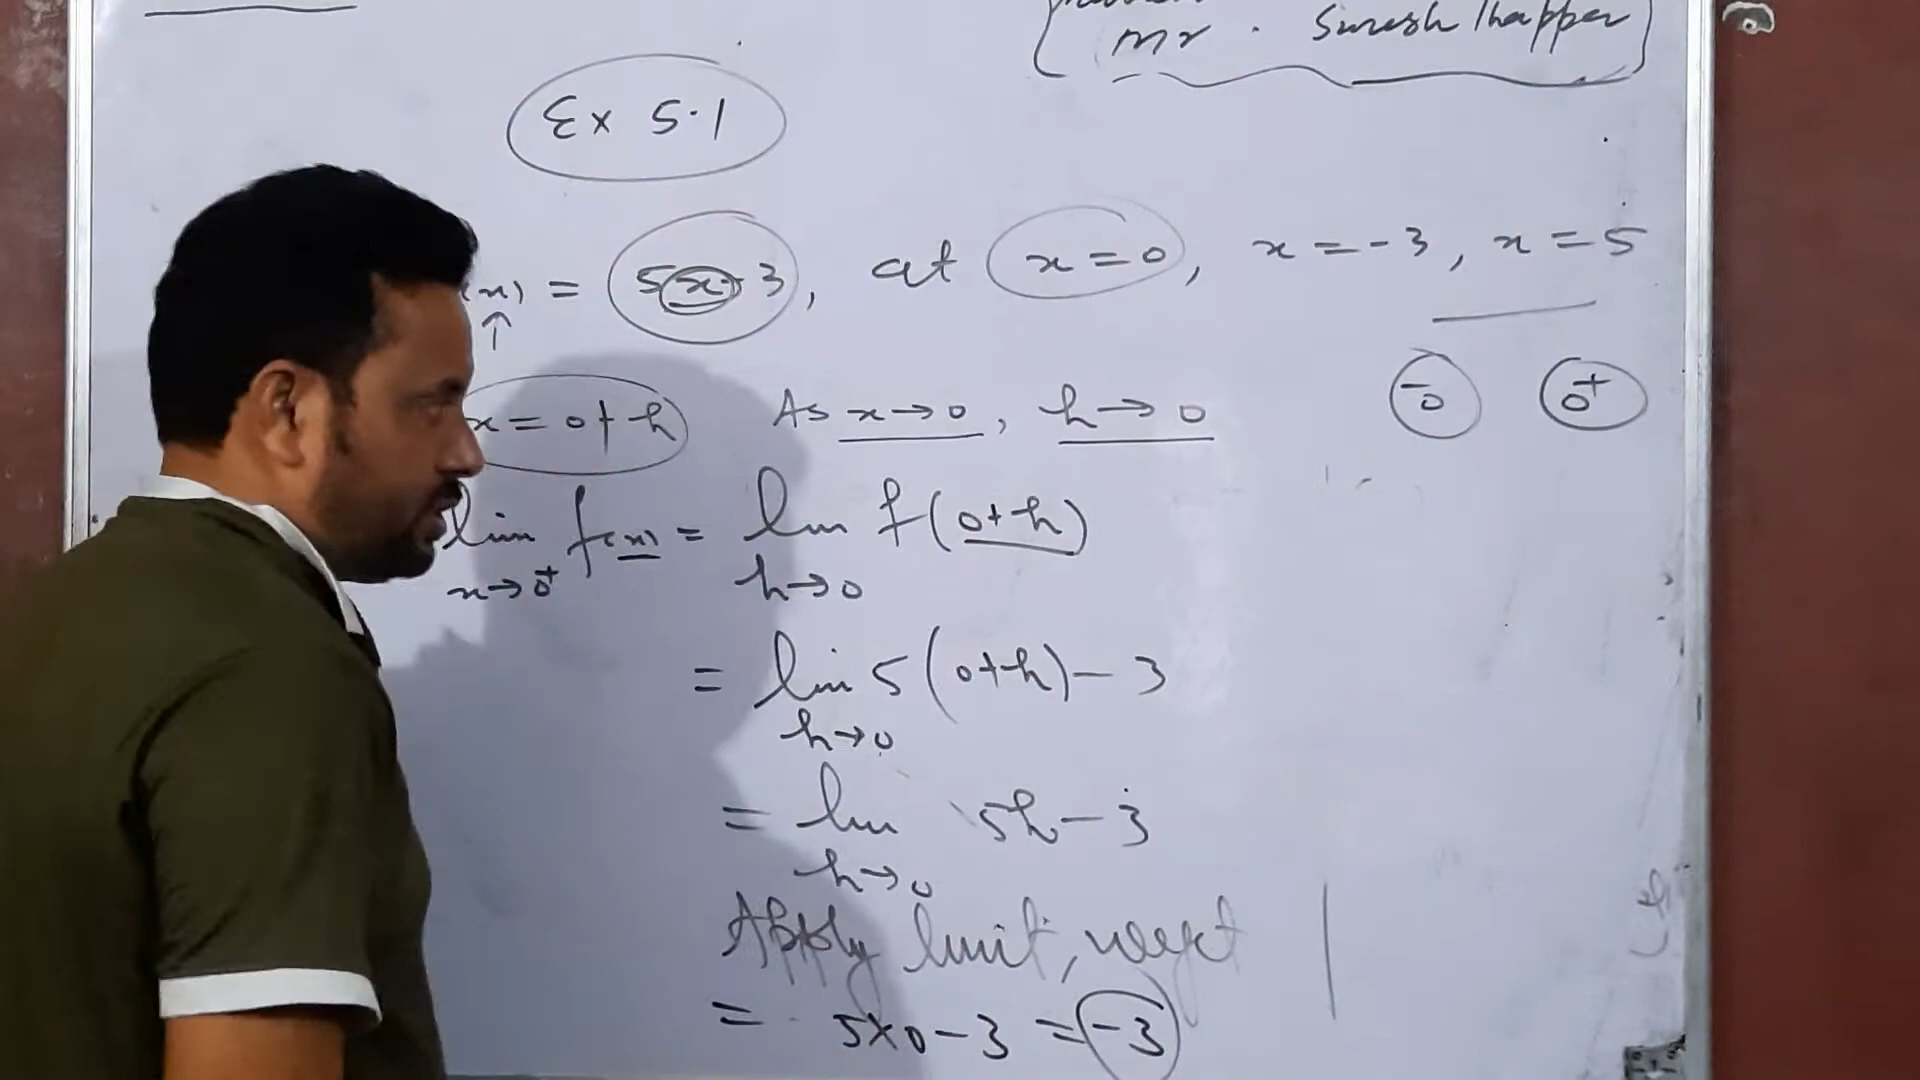 Mr. Suresh Thapper
Ex 5.1
(x) = 5x-3, at x=0, x=-3, x=5
↑
x=0+h As x→0, h→0 -0 0+
lim f(x) = lim f(0+h)
x→0+ h→0
= lim 5(0+h)-3
h→0
= lim 5h-3
h→0
Apply limit, weget
= 5×0-3 = -3